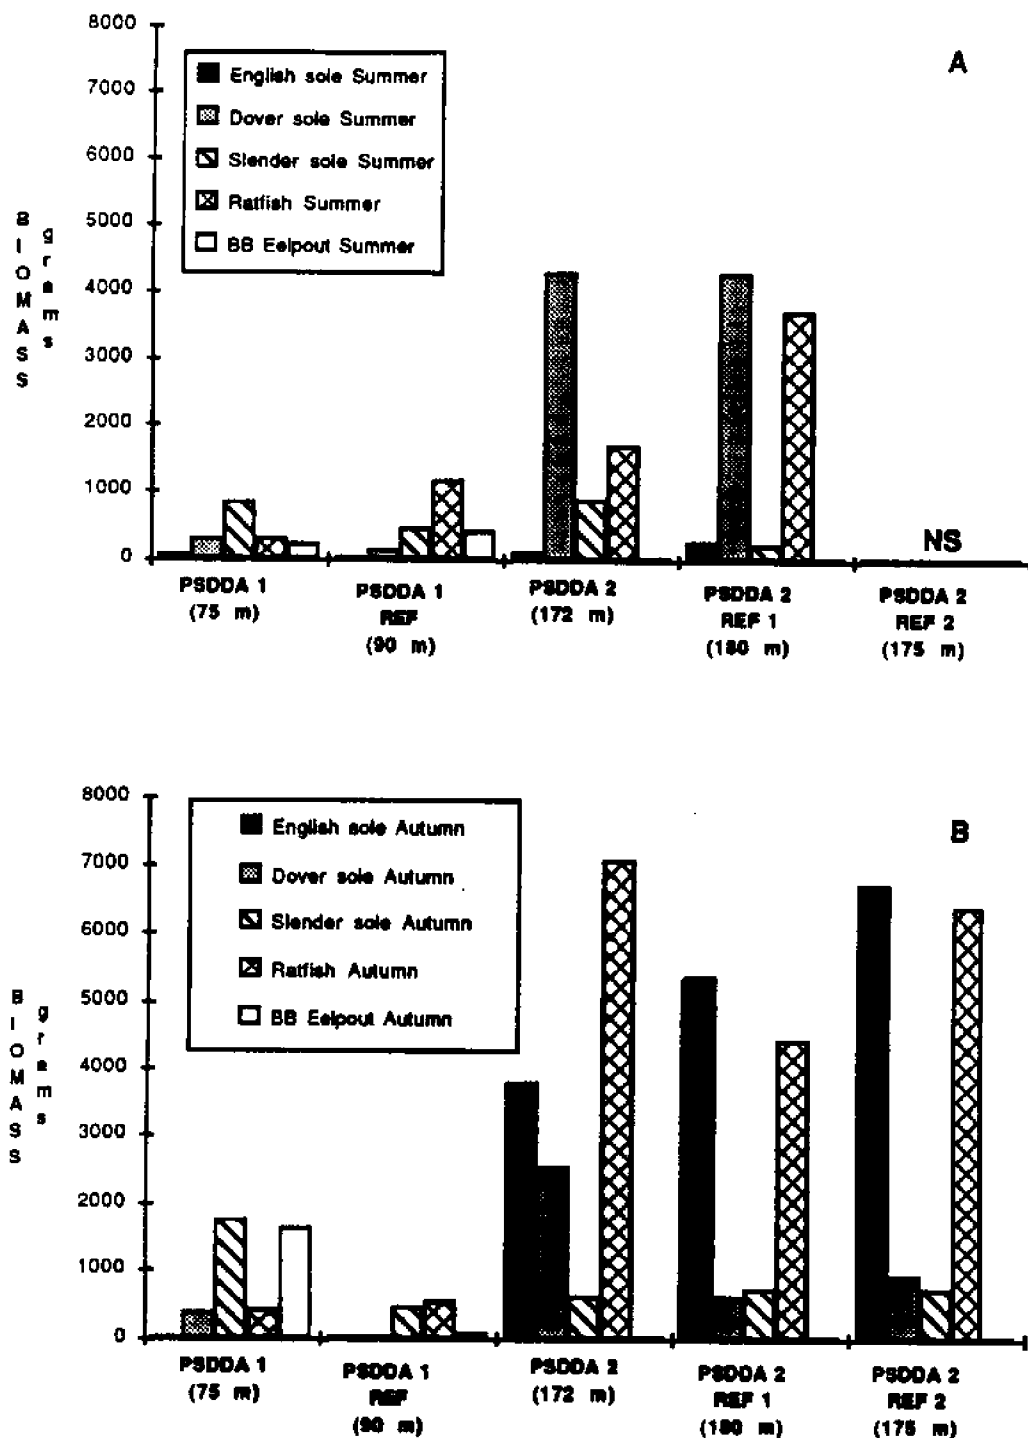 A
8000
7000
6000
5000
4000
3000
2000
1000
0
BIOMASS
grams
English sole Summer
Dover sole Summer
Slender sole Summer
Ratfish Summer
BB Eelpout Summer
NS
PSDDA 1
(75 m)
PSDDA 1
REF
(90 m)
PSDDA 2
(172 m)
PSDDA 2
REF 1
(180 m)
PSDDA 2
REF 2
(175 m)
B
8000
7000
6000
5000
4000
3000
2000
1000
0
BIOMASS
grams
English sole Autumn
Dover sole Autumn
Slender sole Autumn
Ratfish Autumn
BB Eelpout Autumn
PSDDA 1
(75 m)
PSDDA 1
REF
(90 m)
PSDDA 2
(172 m)
PSDDA 2
REF 1
(180 m)
PSDDA 2
REF 2
(175 m)